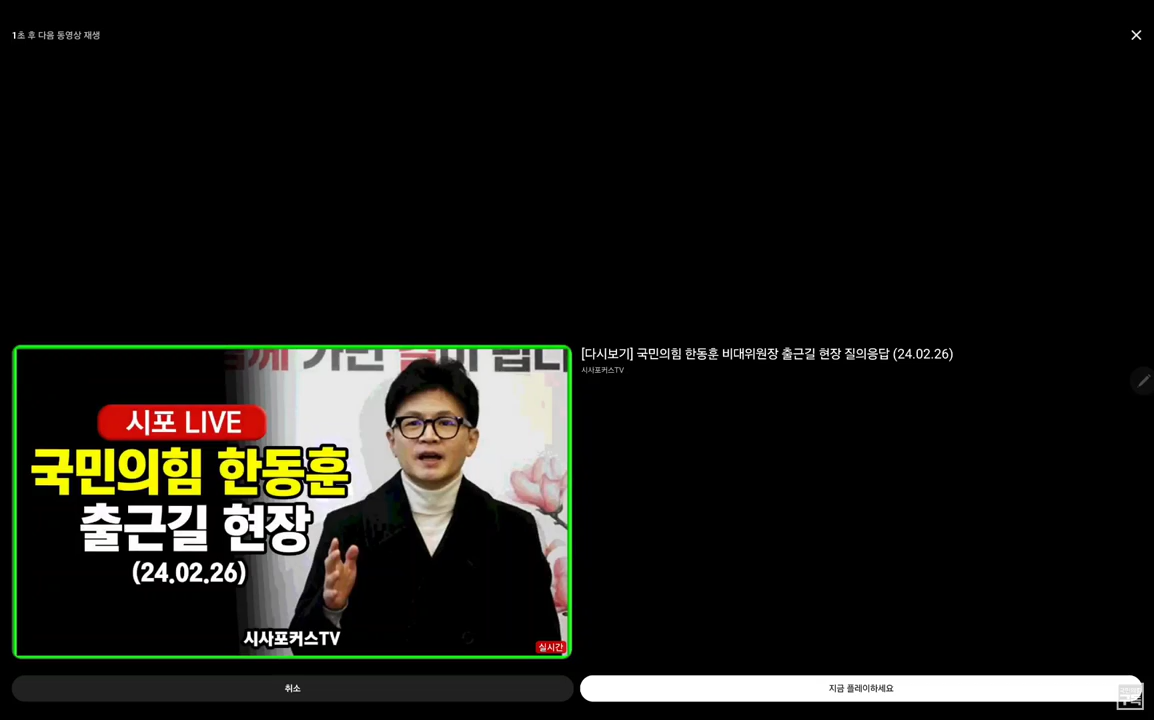 1초 후 다음 동영상 재생
[다시보기] 국민의힘 한동훈 비대위원장 출근길 현장 질의응답 (24.02.26)
시사포커스TV
시포 LIVE
국민의힘 한동훈
출근길 현장
(24.02.26)
시사포커스TV
실시간
취소
지금 플레이하세요
구독